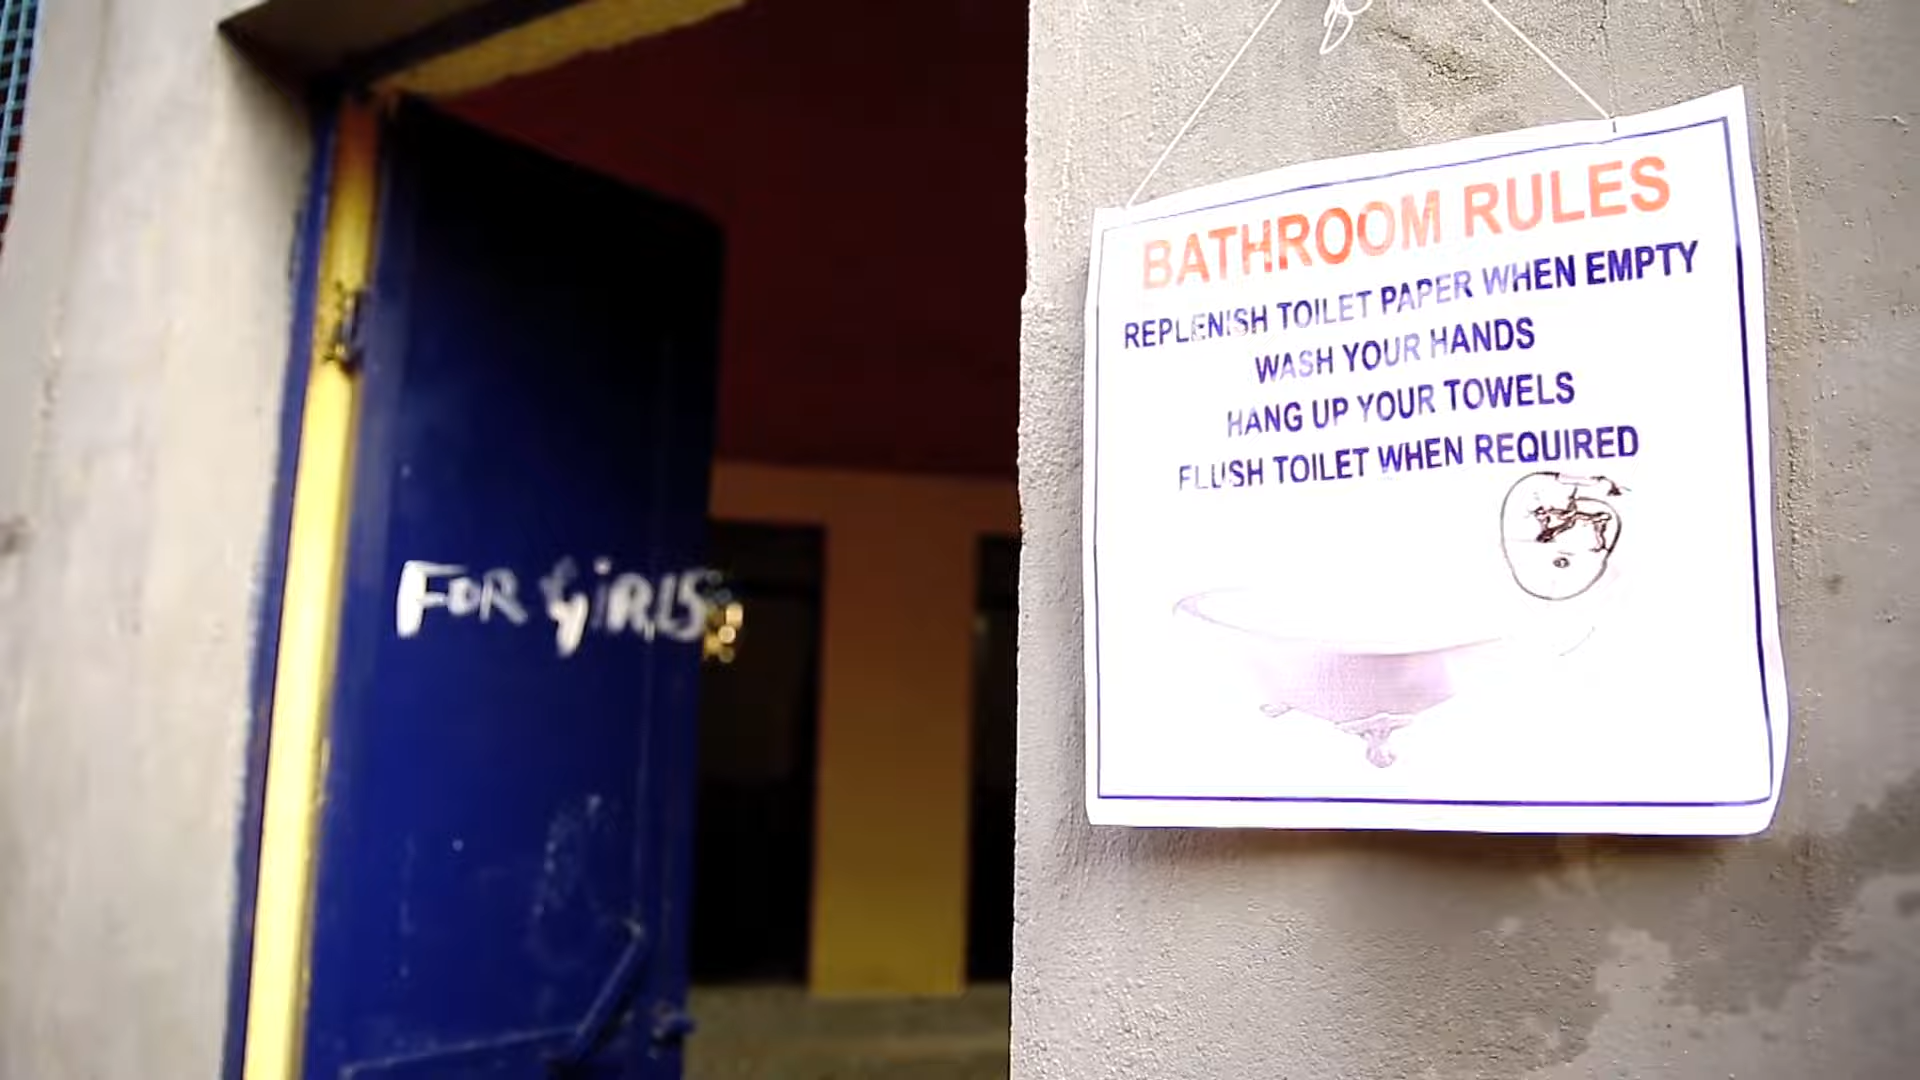 FOR GIRLS
BATHROOM RULES
REPLENISH TOILET PAPER WHEN EMPTY
WASH YOUR HANDS
HANG UP YOUR TOWELS
FLUSH TOILET WHEN REQUIRED